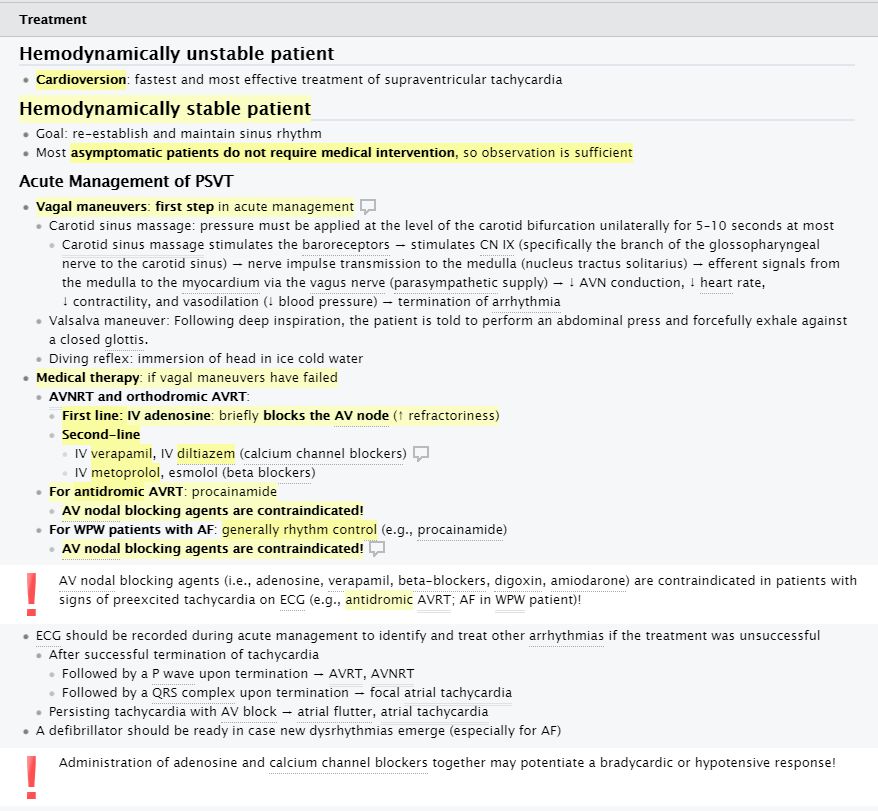 Treatment
Hemodynamically unstable patient
Cardioversion: fastest and most effective treatment of supraventricular tachycardia
Hemodynamically stable patient
Goal: re-establish and maintain sinus rhythm
Most asymptomatic patients do not require medical intervention, so observation is sufficient
Acute Management of PSVT
Vagal maneuvers: first step in acute management
Carotid sinus massage: pressure must be applied at the level of the carotid bifurcation unilaterally for 5–10 seconds at most
Carotid sinus massage stimulates the baroreceptors → stimulates CN IX (specifically the branch of the glossopharyngeal
nerve to the carotid sinus) → nerve impulse transmission to the medulla (nucleus tractus solitarius) → efferent signals from
the medulla to the myocardium via the vagus nerve (parasympathetic supply) → ↓ AVN conduction, ↓ heart rate,
↓ contractility, and vasodilation (↓ blood pressure) → termination of arrhythmia
Valsalva maneuver: Following deep inspiration, the patient is told to perform an abdominal press and forcefully exhale against
a closed glottis.
Diving reflex: immersion of head in ice cold water
Medical therapy: if vagal maneuvers have failed
AVNRT and orthodromic AVRT:
First line: IV adenosine: briefly blocks the AV node (↑ refractoriness)
Second-line
IV verapamil, IV diltiazem (calcium channel blockers)
IV metoprolol, esmolol (beta blockers)
For antidromic AVRT: procainamide
AV nodal blocking agents are contraindicated!
For WPW patients with AF: generally rhythm control (e.g., procainamide)
AV nodal blocking agents are contraindicated!
AV nodal blocking agents (i.e., adenosine, verapamil, beta-blockers, digoxin, amiodarone) are contraindicated in patients with
signs of preexcited tachycardia on ECG (e.g., antidromic AVRT; AF in WPW patient)!
ECG should be recorded during acute management to identify and treat other arrhythmias if the treatment was unsuccessful
After successful termination of tachycardia
Followed by a P wave upon termination → AVRT, AVNRT
Followed by a QRS complex upon termination → focal atrial tachycardia
Persisting tachycardia with AV block → atrial flutter, atrial tachycardia
A defibrillator should be ready in case new dysrhythmias emerge (especially for AF)
Administration of adenosine and calcium channel blockers together may potentiate a bradycardic or hypotensive response!